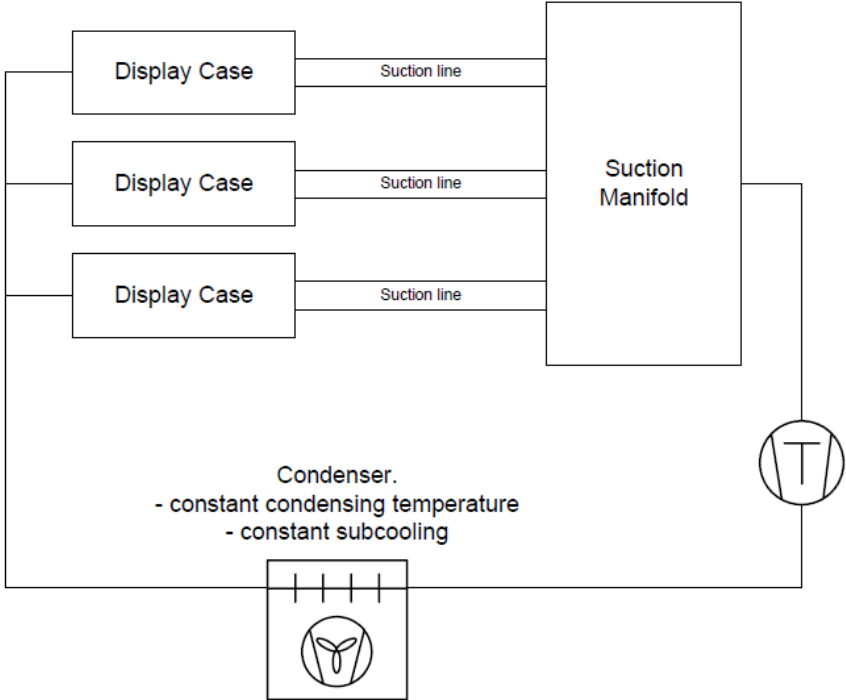 Display Case
Suction line
Display Case
Suction line
Suction
Manifold
Display Case
Suction line
Condenser.
- constant condensing temperature
- constant subcooling